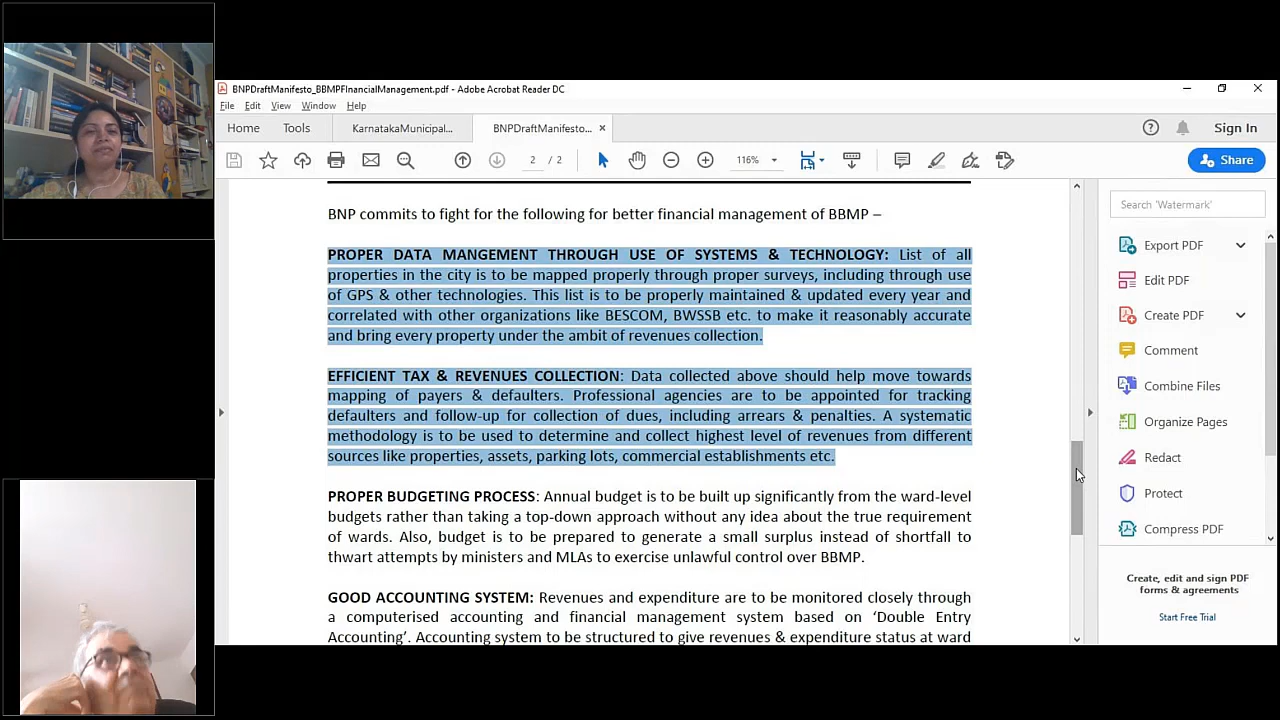 BNPDraftManifesto_BBMPFInancialManagement.pdf - Adobe Acrobat Reader DC
File Edit View Window Help
Home Tools KarnatakaMunicipal... BNPDraftManifesto... × Sign In
2 / 2 116% Share
BNP commits to fight for the following for better financial management of BBMP –
PROPER DATA MANGEMENT THROUGH USE OF SYSTEMS & TECHNOLOGY: List of all
properties in the city is to be mapped properly through proper surveys, including through use
of GPS & other technologies. This list is to be properly maintained & updated every year and
correlated with other organizations like BESCOM, BWSSB etc. to make it reasonably accurate
and bring every property under the ambit of revenues collection.
EFFICIENT TAX & REVENUES COLLECTION: Data collected above should help move towards
mapping of payers & defaulters. Professional agencies are to be appointed for tracking
defaulters and follow-up for collection of dues, including arrears & penalties. A systematic
methodology is to be used to determine and collect highest level of revenues from different
sources like properties, assets, parking lots, commercial establishments etc.
PROPER BUDGETING PROCESS: Annual budget is to be built up significantly from the ward-level
budgets rather than taking a top-down approach without any idea about the true requirement
of wards. Also, budget is to be prepared to generate a small surplus instead of shortfall to
thwart attempts by ministers and MLAs to exercise unlawful control over BBMP.
GOOD ACCOUNTING SYSTEM: Revenues and expenditure are to be monitored closely through
a computerised accounting and financial management system based on ‘Double Entry
Accounting’. Accounting system to be structured to give revenues & expenditure status at ward
Search 'Watermark'
Export PDF
Edit PDF
Create PDF
Comment
Combine Files
Organize Pages
Redact
Protect
Compress PDF
Create, edit and sign PDF
forms & agreements
Start Free Trial